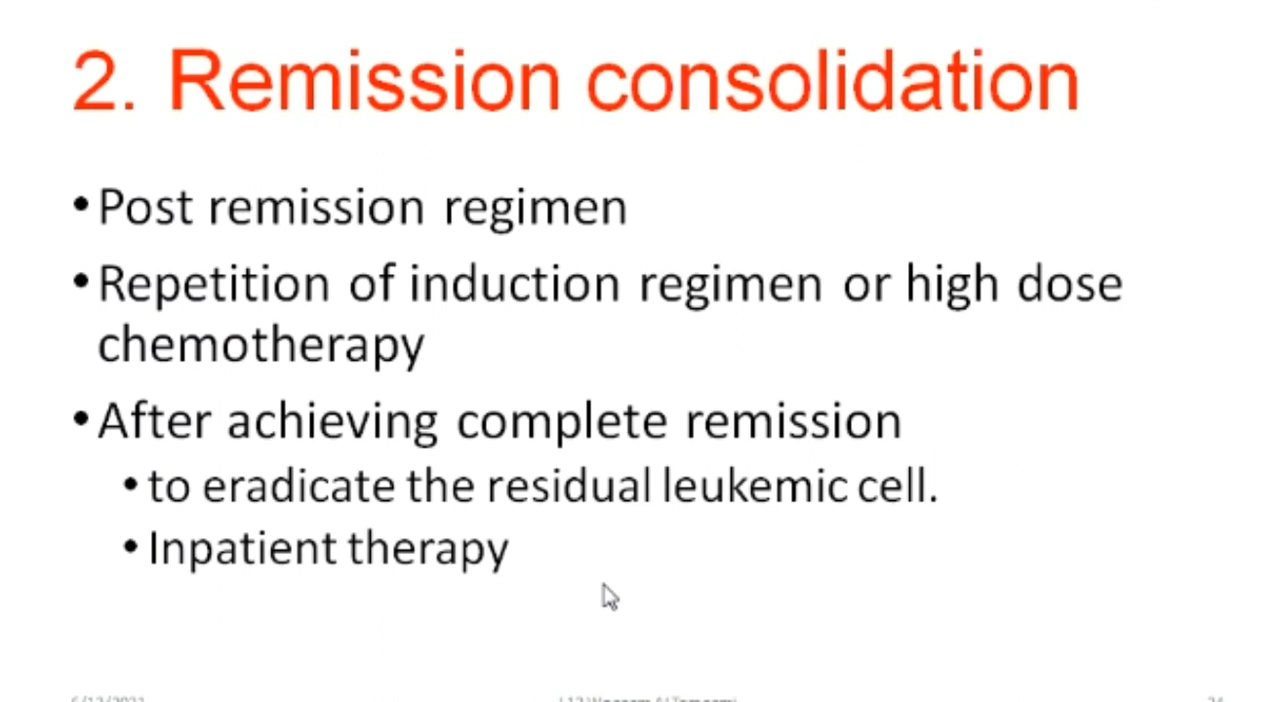 2. Remission consolidation
• Post remission regimen
• Repetition of induction regimen or high dose
chemotherapy
• After achieving complete remission
• to eradicate the residual leukemic cell.
• Inpatient therapy